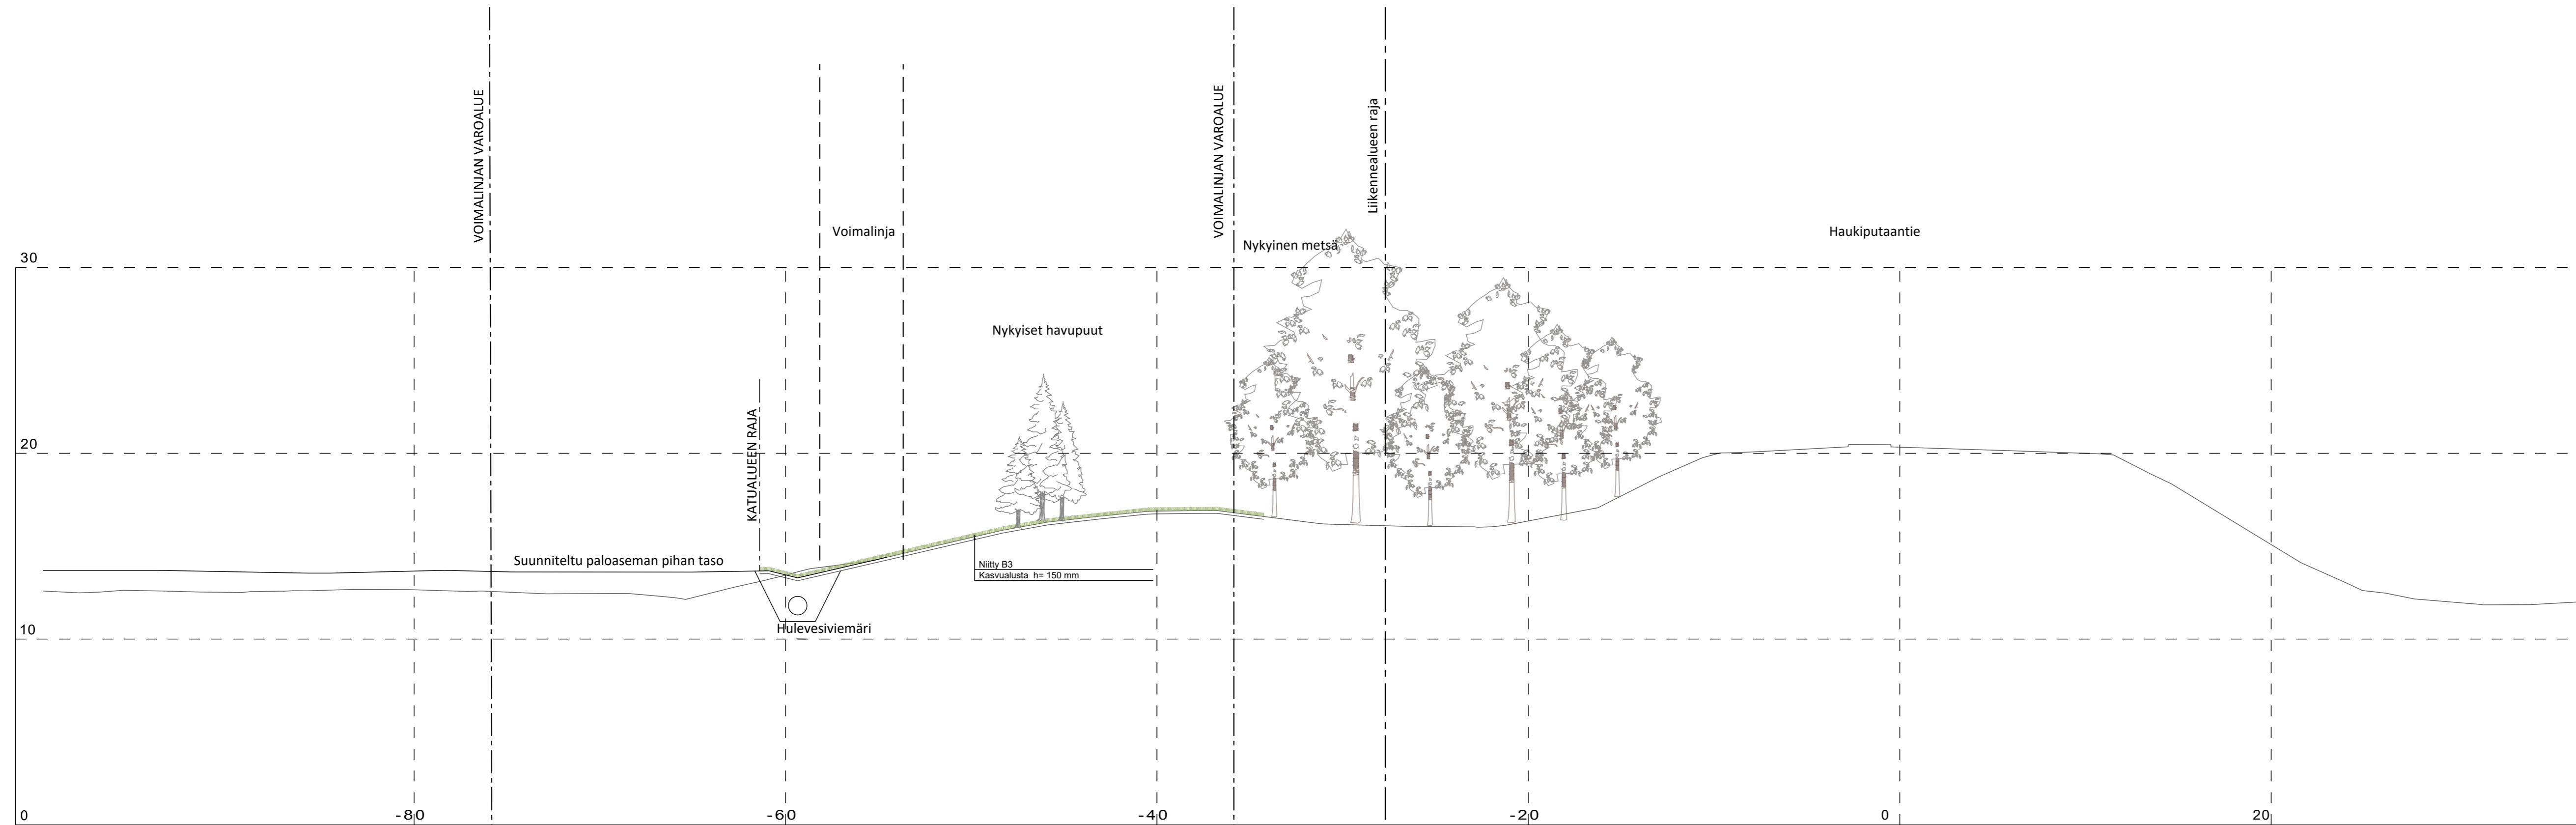 VOIMALINJAN VAROALUE
VOIMALINJAN VAROALUE
Liikennealueen raja
Voimalinja
Nykyinen metsä
Haukiputaantie
30
Nykyiset havupuut
KATUALUEEN RAJA
20
Suunniteltu paloaseman pihan taso
Niitty B3
Kasvualusta h= 150 mm
Hulevesiviemäri
10
0
-80
-60
-40
-20
0
20